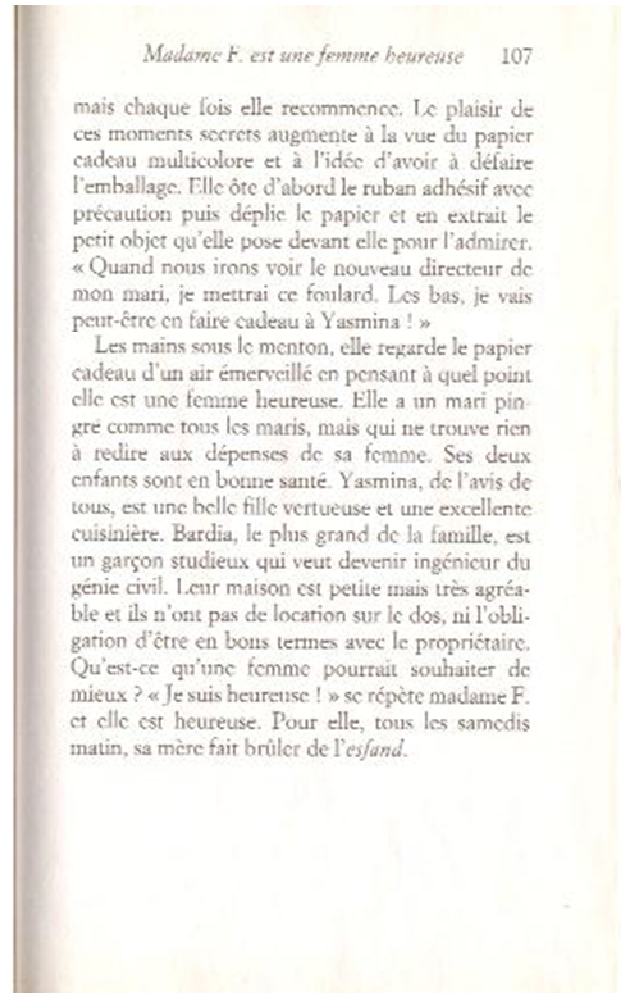 Madame F. est une femme heureuse 107
mais chaque fois elle recommence. Le plaisir de
ces moments secrets augmente à la vue du papier
cadeau multicolore et à l'idée d'avoir à défaire
l'emballage. Elle ôte d'abord le ruban adhésif avec
précaution puis déplie le papier et en extrait le
petit objet qu'elle pose devant elle pour l'admirer.
« Quand nous irons voir le nouveau directeur de
mon mari, je mettrai ce foulard. Les bas, je vais
peut-être en faire cadeau à Yasmina ! »
Les mains sous le menton, elle regarde le papier
cadeau d'un air émerveillé en pensant à quel point
elle est une femme heureuse. Elle a un mari pin-
gre comme tous les maris, mais qui ne trouve rien
à redire aux dépenses de sa femme. Ses deux
enfants sont en bonne santé. Yasmina, de l'avis de
tous, est une belle fille vertueuse et une excellente
cuisinière. Bardia, le plus grand de la famille, est
un garçon studieux qui veut devenir ingénieur du
génie civil. Leur maison est petite mais très agréa-
ble et ils n'ont pas de location sur le dos, ni l'obli-
gation d'être en bons termes avec le propriétaire.
Qu'est-ce qu'une femme pourrait souhaiter de
mieux ? « Je suis heureuse ! » se répète madame F.
et elle est heureuse. Pour elle, tous les samedis
matin, sa mère fait brûler de l'esfand.